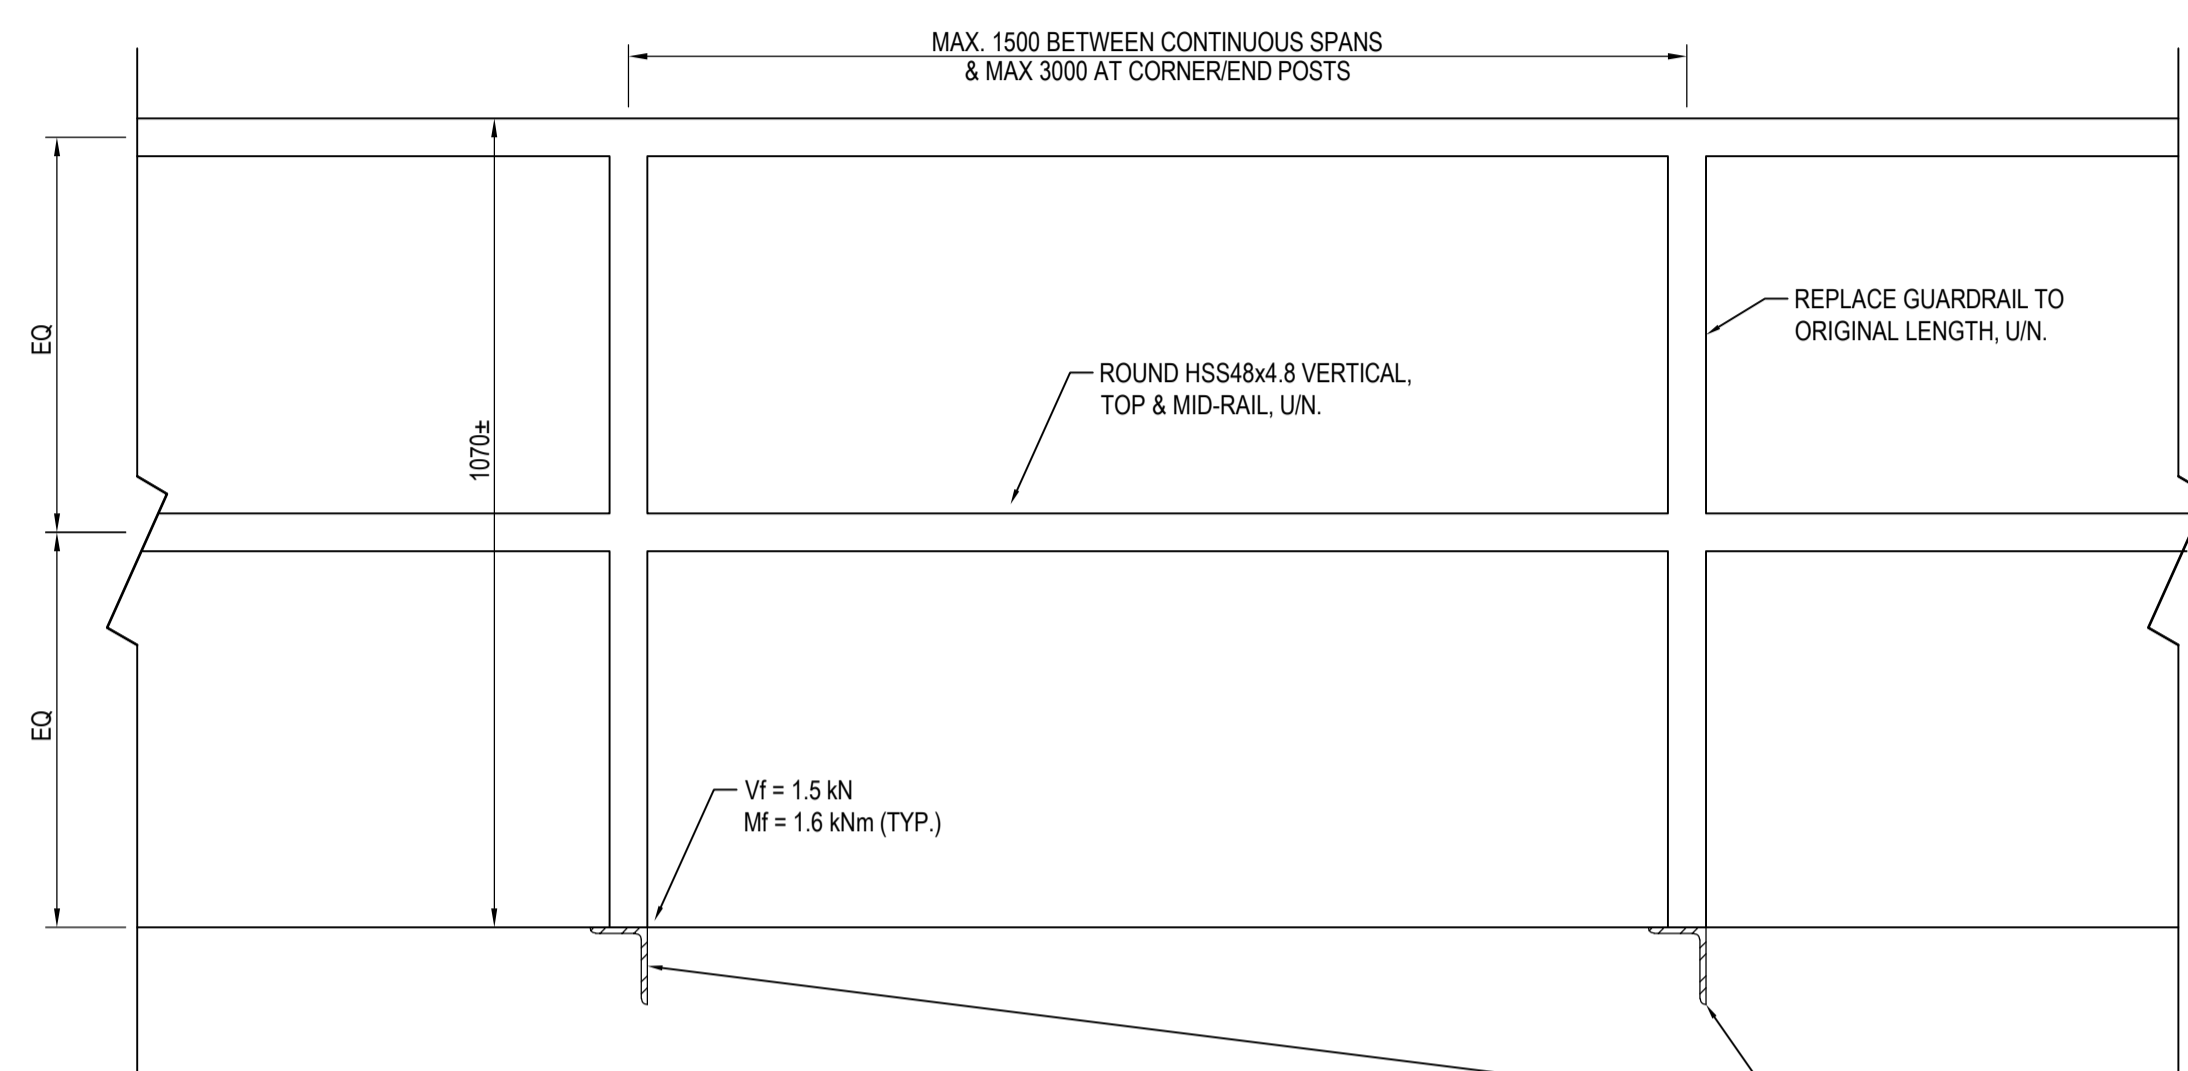 MAX. 1500 BETWEEN CONTINUOUS SPANS
& MAX 3000 AT CORNER/END POSTS
EQ
1070±
REPLACE GUARDRAIL TO
ORIGINAL LENGTH, U/N.
ROUND HSS48x4.8 VERTICAL,
TOP & MID-RAIL, U/N.
EQ
Vf = 1.5 kN
Mf = 1.6 kNm (TYP.)